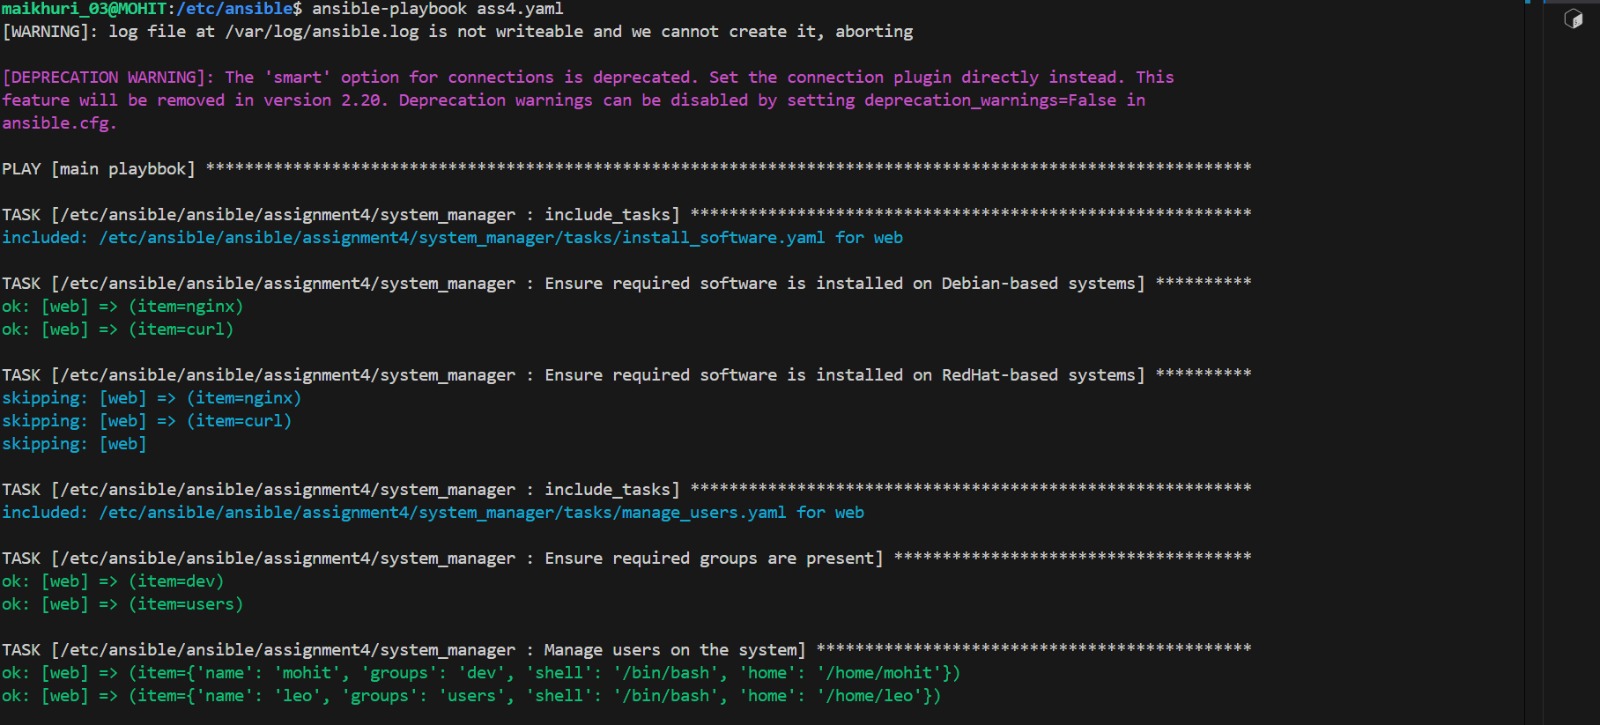 maikhuri_03@MOHIT:/etc/ansible$ ansible-playbook ass4.yaml
[WARNING]: log file at /var/log/ansible.log is not writeable and we cannot create it, aborting
[DEPRECATION WARNING]: The 'smart' option for connections is deprecated. Set the connection plugin directly instead. This
feature will be removed in version 2.20. Deprecation warnings can be disabled by setting deprecation_warnings=False in
ansible.cfg.
PLAY [main playbbok] ************************************************************************************************************
TASK [/etc/ansible/ansible/assignment4/system_manager : include_tasks] **********************************************************
included: /etc/ansible/ansible/assignment4/system_manager/tasks/install_software.yaml for web
TASK [/etc/ansible/ansible/assignment4/system_manager : Ensure required software is installed on Debian-based systems] **********
ok: [web] => (item=nginx)
ok: [web] => (item=curl)
TASK [/etc/ansible/ansible/assignment4/system_manager : Ensure required software is installed on RedHat-based systems] **********
skipping: [web] => (item=nginx)
skipping: [web] => (item=curl)
skipping: [web]
TASK [/etc/ansible/ansible/assignment4/system_manager : include_tasks] **********************************************************
included: /etc/ansible/ansible/assignment4/system_manager/tasks/manage_users.yaml for web
TASK [/etc/ansible/ansible/assignment4/system_manager : Ensure required groups are present] *************************************
ok: [web] => (item=dev)
ok: [web] => (item=users)
TASK [/etc/ansible/ansible/assignment4/system_manager : Manage users on the system] *********************************************
ok: [web] => (item={'name': 'mohit', 'groups': 'dev', 'shell': '/bin/bash', 'home': '/home/mohit'})
ok: [web] => (item={'name': 'leo', 'groups': 'users', 'shell': '/bin/bash', 'home': '/home/leo'})